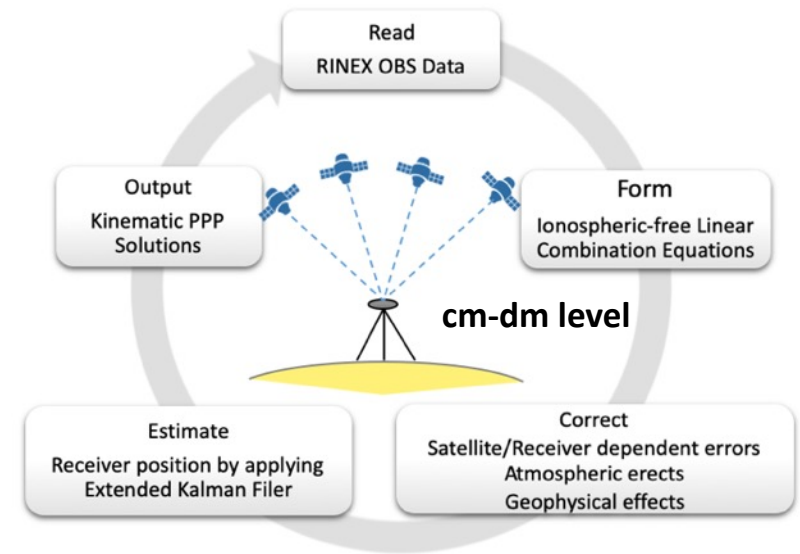 Read
RINEX OBS Data
Form
Ionospheric-free Linear
Combination Equations
Correct
Satellite/Receiver dependent errors
Atmospheric erects
Geophysical effects
Estimate
Receiver position by applying
Extended Kalman Filer
Output
Kinematic PPP
Solutions
cm-dm level